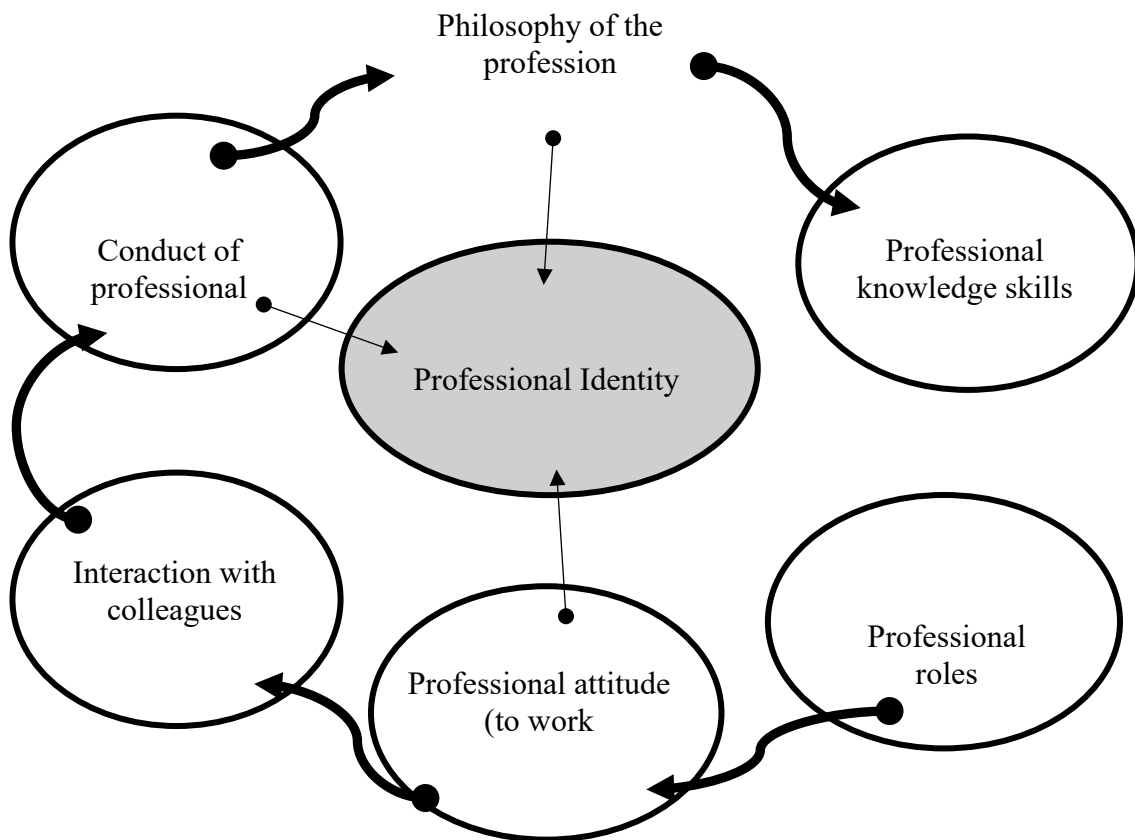 Philosophy of the
profession
Conduct of
professional
Professional
knowledge skills
Professional Identity
Interaction with
colleagues
Professional attitude
(to work
Professional
roles